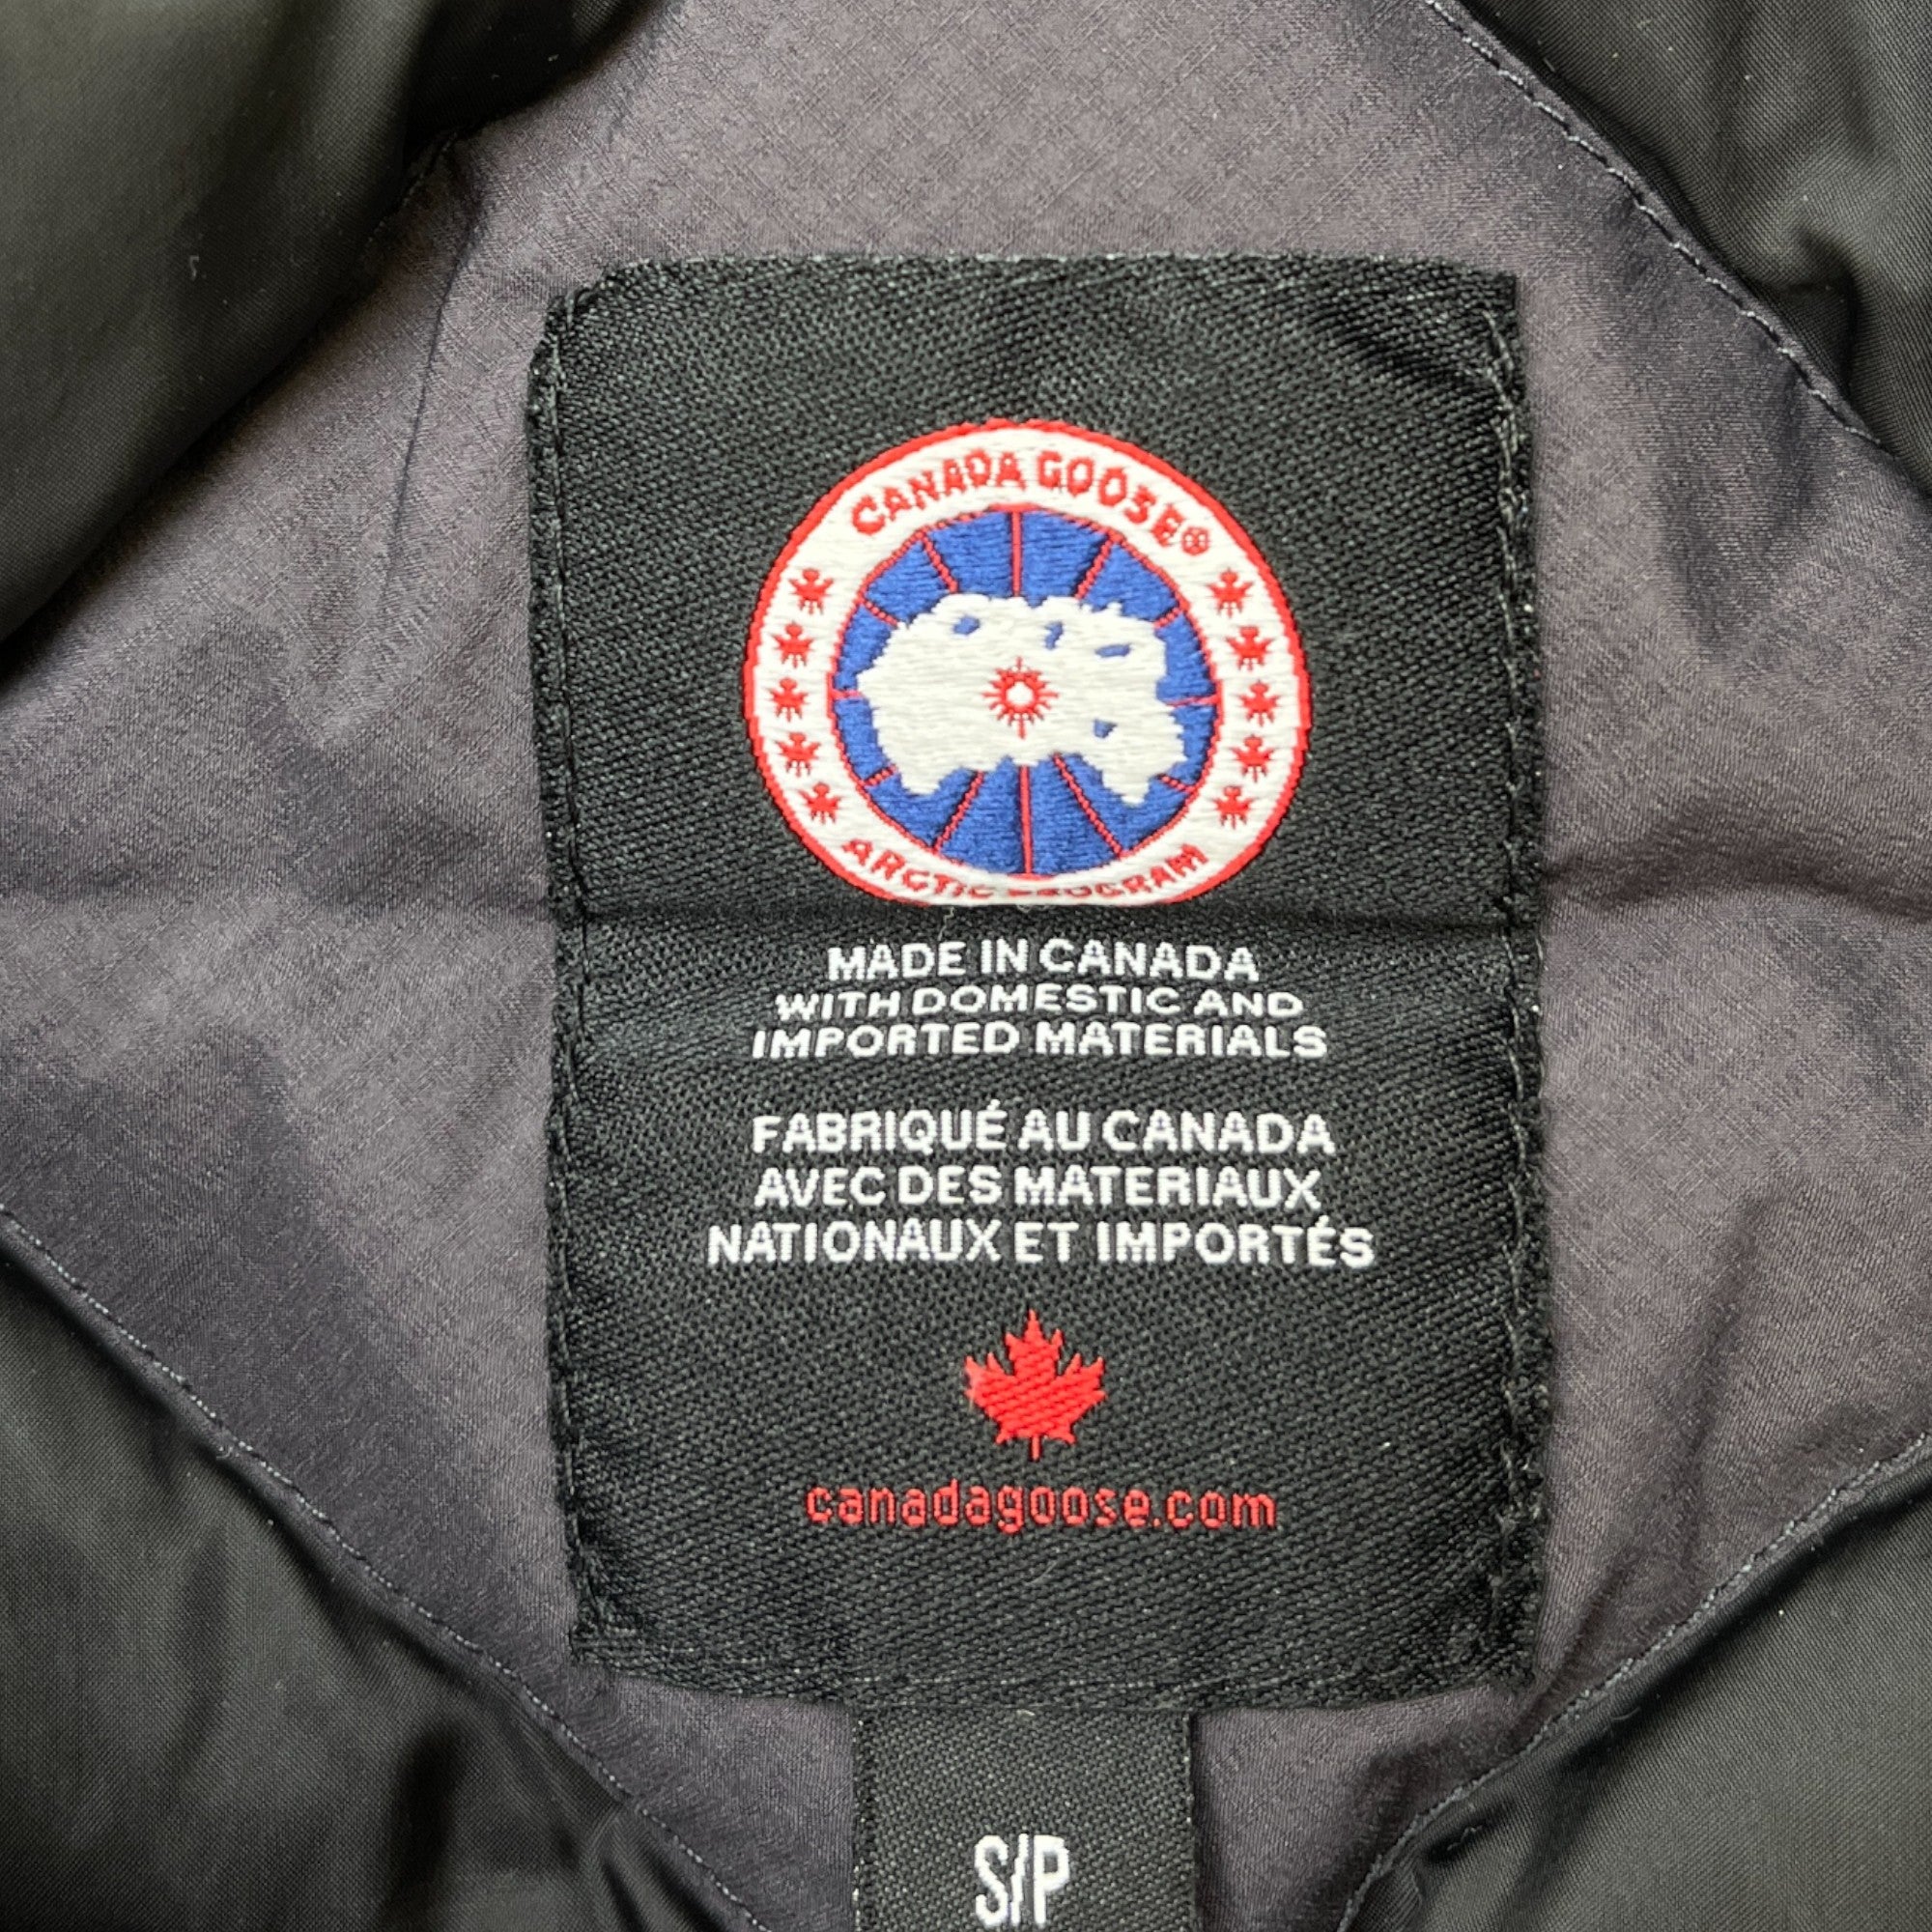 CANADA GOOSE®
ARCTIC PROGRAM
MADE IN CANADA
WITH DOMESTIC AND
IMPORTED MATERIALS
FABRIQUÉ AU CANADA
AVEC DES MATERIAUX
NATIONAUX ET IMPORTÉS
canadagoose.com
S/P